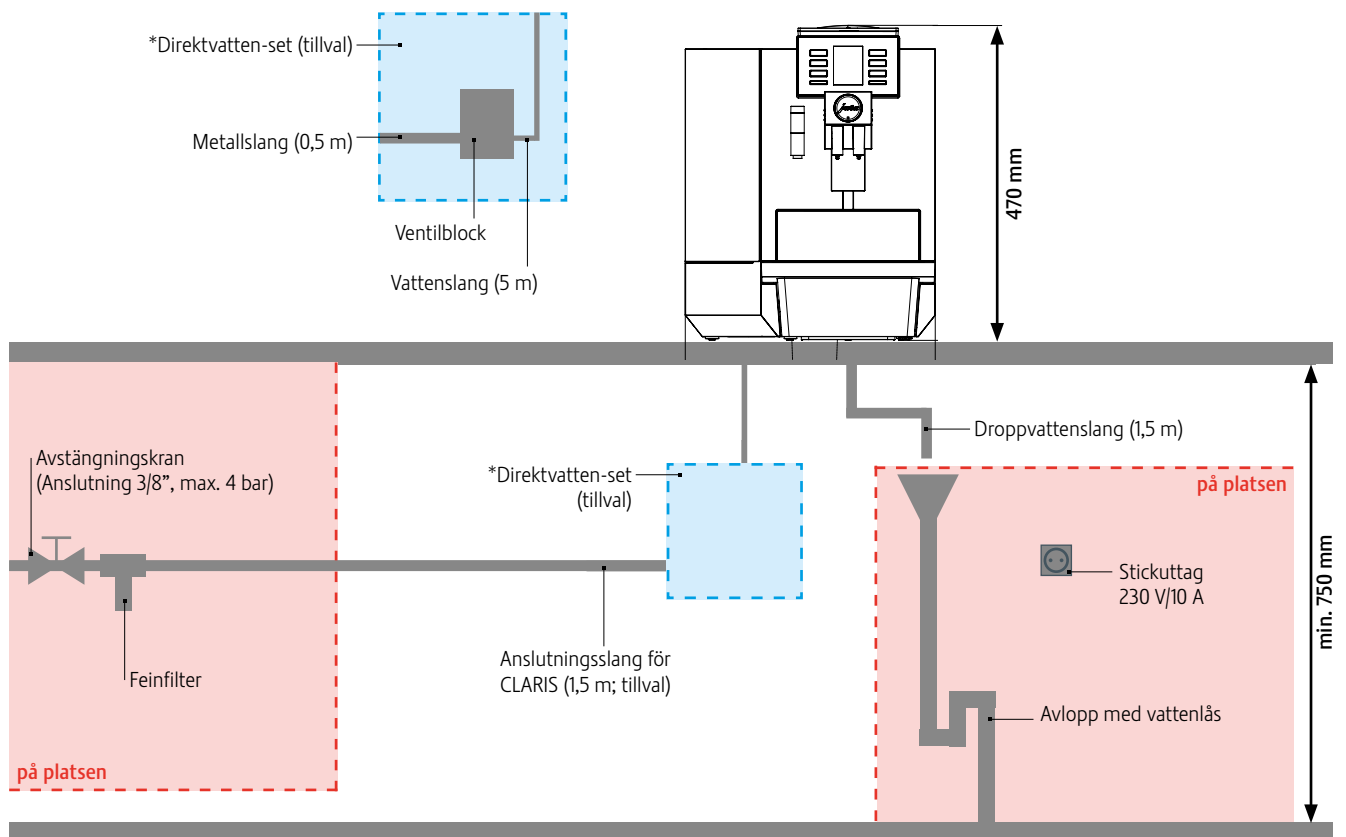 *Direktvatten-set (tillval)
Metallslang (0,5 m)
Ventilblock
Vattenslang (5 m)
jura
470 mm
Avstängningskran
(Anslutning 3/8”, max. 4 bar)
Feinfilter
på platsen
*Direktvatten-set
(tillval)
Anslutningsslang för
CLARIS (1,5 m; tillval)
Droppvattenslang (1,5 m)
på platsen
Stickuttag
230 V/10 A
Avlopp med vattenlås
min. 750 mm